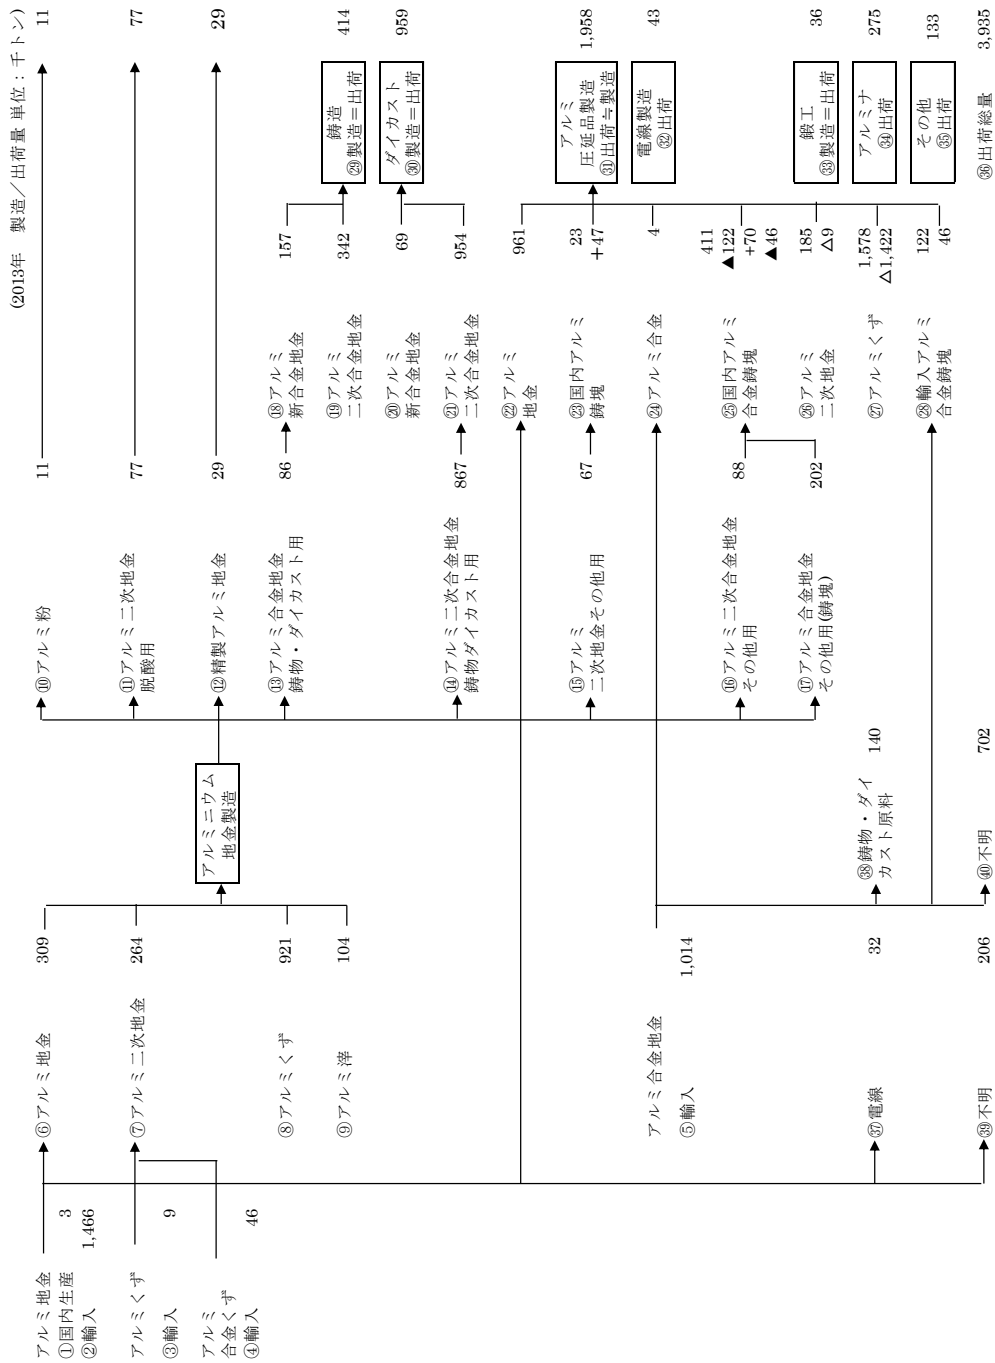 (2013年　製造／出荷量 単位：千トン)
アルミ地金
①国内生産
3
②輸入
1,466
アルミくず
③輸入
9
アルミ
合金くず
④輸入
46
⑥アルミ地金
309
⑦アルミ二次地金
264
⑧アルミくず
921
⑨アルミ滓
104
アルミ合金地金
⑤輸入
1,014
㊲電線
32
㊴不明
206
アルミニウム
地金製造
㊳鋳物・ダイ
カスト原料
140
㊵不明
702
⑩アルミ粉
11
⑪アルミ二次地金
脱酸用
77
⑫精製アルミ地金
29
⑬アルミ合金地金
鋳物・ダイカスト用
86
⑭アルミ二次合金地金
鋳物ダイカスト用
867
⑮アルミ
二次地金その他用
67
⑯アルミ二次合金地金
その他用
88
⑰アルミ合金地金
その他用(鋳塊)
202
⑱アルミ
新合金地金
157
⑲アルミ
二次合金地金
342
⑳アルミ
新合金地金
69
㉑アルミ
二次合金地金
954
㉒アルミ
地金
961
㉓国内アルミ
鋳塊
23
+47
㉔アルミ合金
4
㉕国内アルミ
合金鋳塊
411
▲122
+70
▲46
㉖アルミ
二次地金
185
△9
㉗アルミくず
1,578
△1,422
㉘輸入アルミ
合金鋳塊
122
46
11
77
29
鋳造
㉙製造＝出荷
414
ダイカスト
㉚製造＝出荷
959
アルミ
圧延品製造
㉛出荷≒製造
1,958
電線製造
㉜出荷
43
鍛工
㉝製造＝出荷
36
アルミナ
㉞出荷
275
その他
㉟出荷
133
㊱出荷総量
3,935